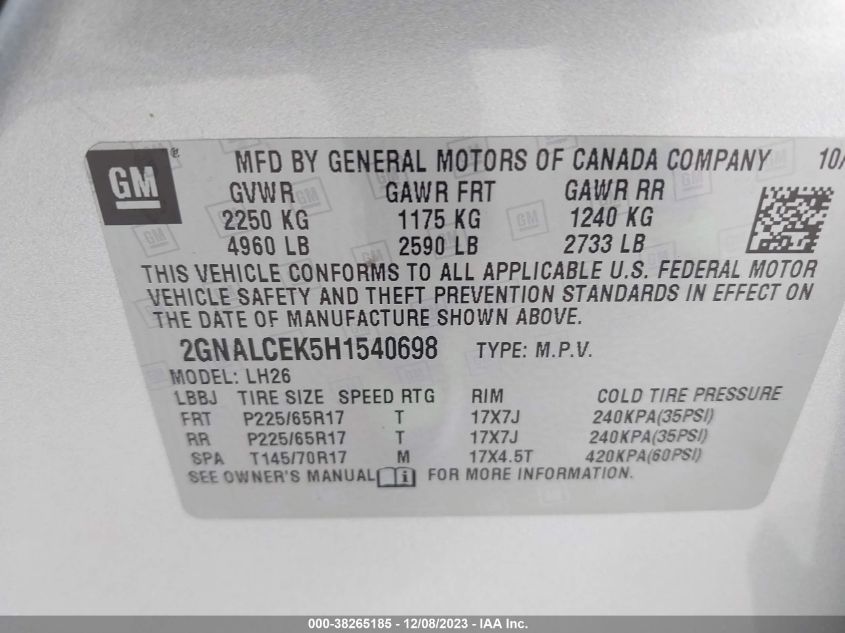 GM ® MFD BY GENERAL MOTORS OF CANADA COMPANY 10/
GVWR GAWR FRT GAWR RR
2250 KG 1175 KG 1240 KG
4960 LB 2590 LB 2733 LB
THIS VEHICLE CONFORMS TO ALL APPLICABLE U.S. FEDERAL MOTOR
VEHICLE SAFETY AND THEFT PREVENTION STANDARDS IN EFFECT ON
THE DATE OF MANUFACTURE SHOWN ABOVE.
2GNALCEK5H1540698 TYPE: M.P.V.
MODEL: LH26
LBBJ TIRE SIZE SPEED RTG RIM COLD TIRE PRESSURE
FRT P225/65R17 T 17X7J 240KPA(35PSI)
RR P225/65R17 T 17X7J 240KPA(35PSI)
SPA T145/70R17 M 17X4.5T 420KPA(60PSI)
SEE OWNER'S MANUAL i FOR MORE INFORMATION.
000-38265185 - 12/08/2023 - IAA Inc.